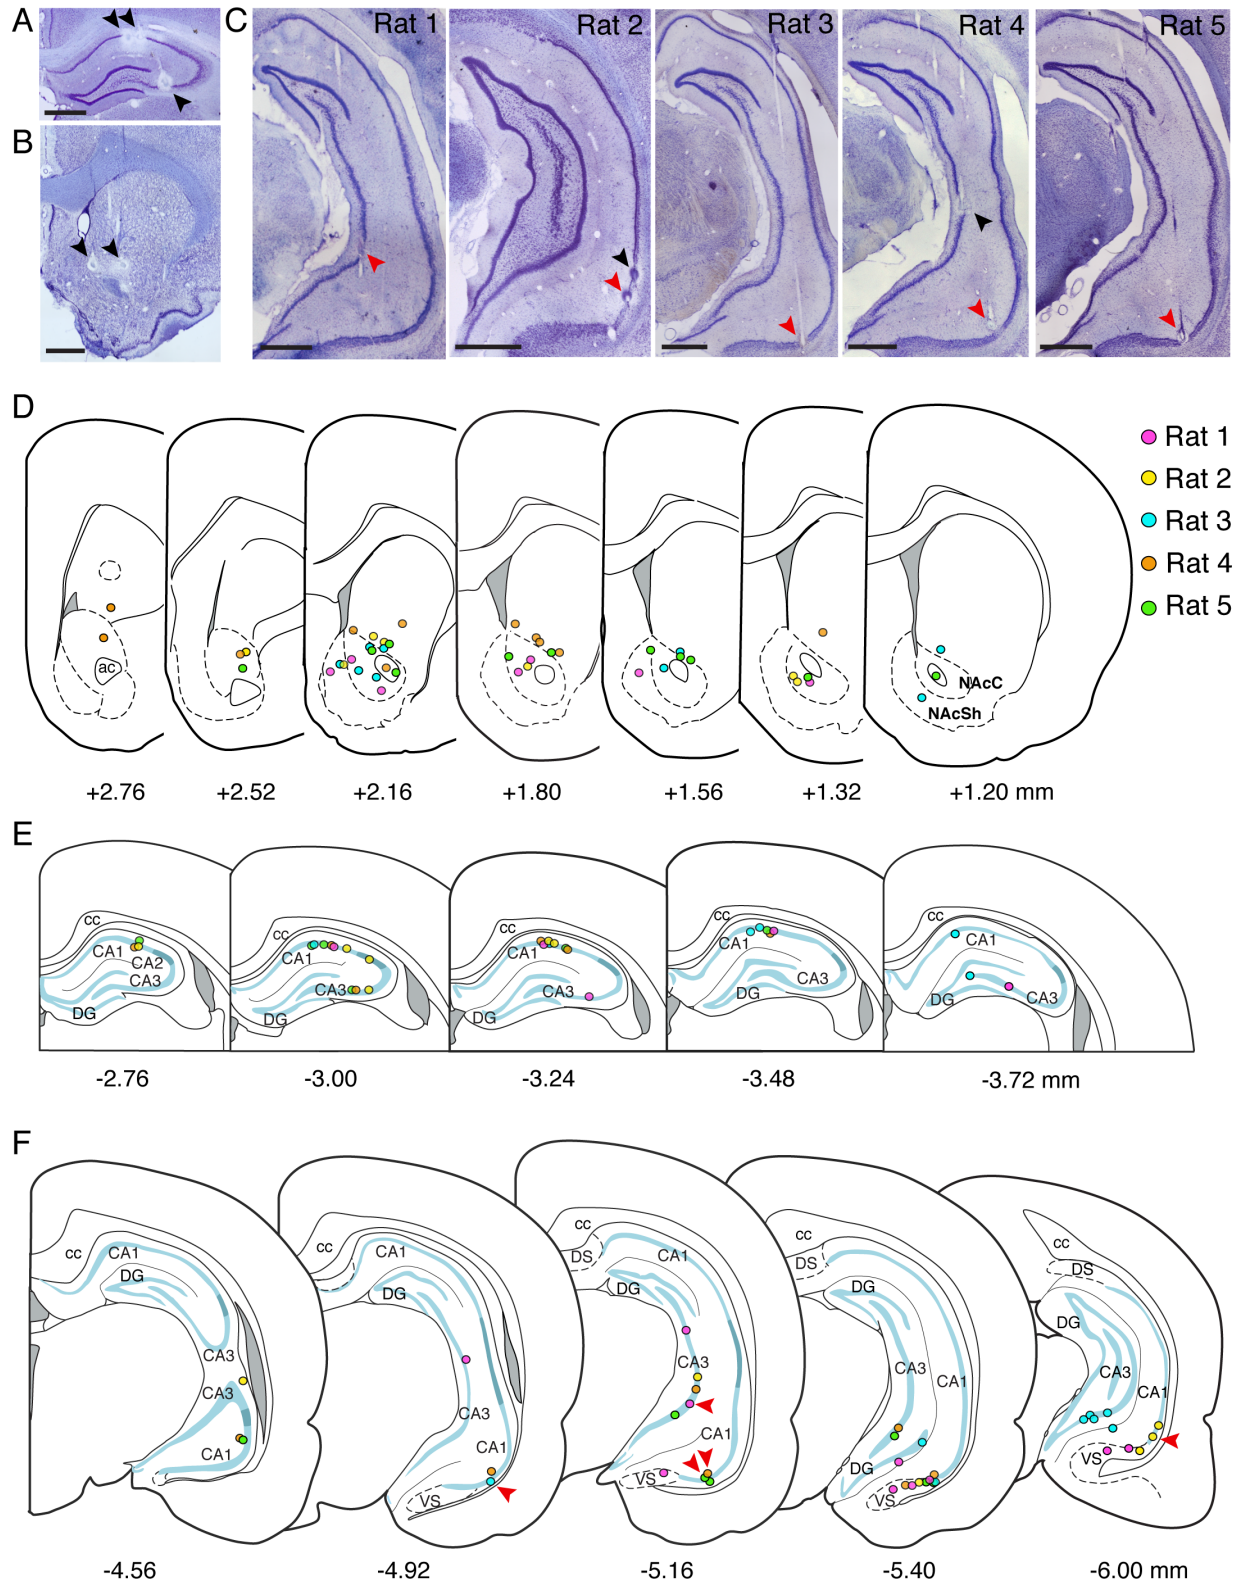 A
C
Rat 1
Rat 2
Rat 3
Rat 4
Rat 5
B
D
Rat 1
Rat 2
Rat 3
Rat 4
Rat 5
ac
NAcC
NAcSh
+2.76
+2.52
+2.16
+1.80
+1.56
+1.32
+1.20 mm
E
cc
CA1
CA2
CA3
DG
cc
CA1
CA3
DG
cc
CA1
CA3
DG
cc
CA1
CA3
DG
cc
CA1
CA3
DG
-2.76
-3.00
-3.24
-3.48
-3.72 mm
F
cc
CA1
DG
CA3
CA3
CA1
cc
CA1
DG
CA3
CA1
VS
cc
DS
CA1
DG
CA3
CA1
VS
cc
DS
DG
CA3
CA1
DG
VS
cc
DS
DG
CA3
CA1
VS
-4.56
-4.92
-5.16
-5.40
-6.00 mm